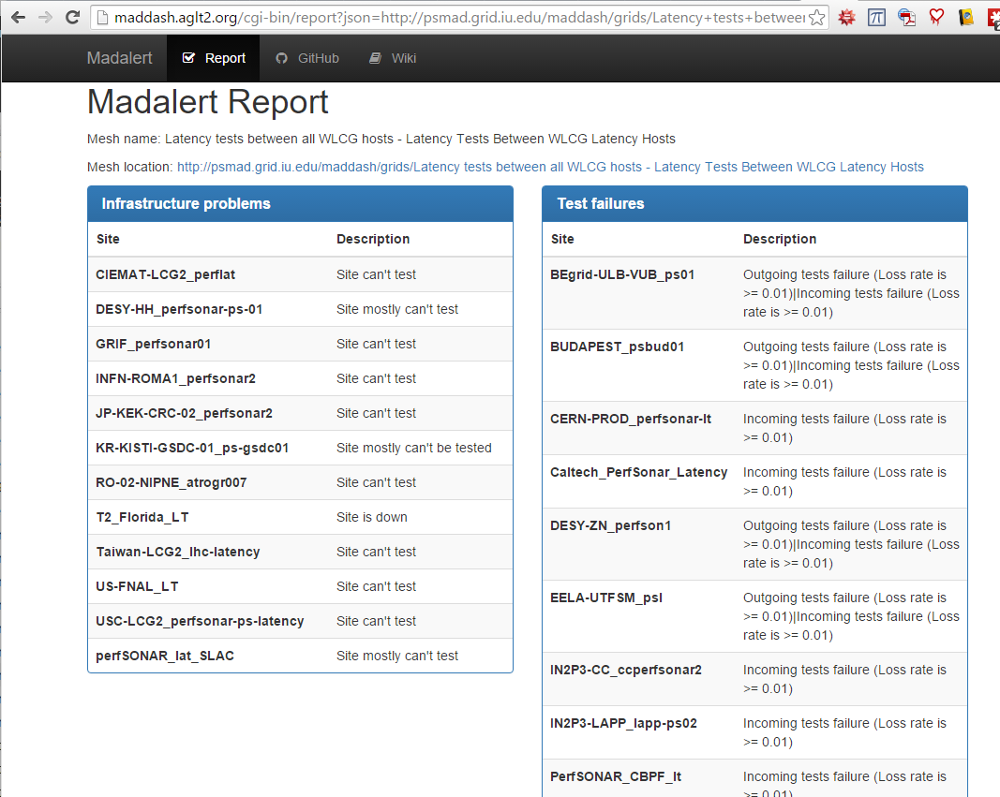 maddash.aglt2.org/cgi-bin/report?json=http://psmad.grid.iu.edu/maddash/grids/Latency+tests+between
Madalert Report GitHub Wiki
Madalert Report
Mesh name: Latency tests between all WLCG hosts - Latency Tests Between WLCG Latency Hosts
Mesh location: http://psmad.grid.iu.edu/maddash/grids/Latency tests between all WLCG hosts - Latency Tests Between WLCG Latency Hosts
Infrastructure problems
Site Description
CIEMAT-LCG2_perflat Site can't test
DESY-HH_perfsonar-ps-01 Site mostly can't test
GRIF_perfsonar01 Site can't test
INFN-ROMA1_perfsonar2 Site can't test
JP-KEK-CRC-02_perfsonar2 Site can't test
KR-KISTI-GSDC-01_ps-gsdc01 Site mostly can't be tested
RO-02-NIPNE_atrogr007 Site can't test
T2_Florida_LT Site is down
Taiwan-LCG2_lhc-latency Site can't test
US-FNAL_LT Site can't test
USC-LCG2_perfsonar-ps-latency Site can't test
perfSONAR_lat_SLAC Site mostly can't test
Test failures
Site Description
BEgrid-ULB-VUB_ps01 Outgoing tests failure (Loss rate is
>= 0.01)|Incoming tests failure (Loss
rate is >= 0.01)
BUDAPEST_psbud01 Outgoing tests failure (Loss rate is
>= 0.01)|Incoming tests failure (Loss
rate is >= 0.01)
CERN-PROD_perfsonar-lt Incoming tests failure (Loss rate is
>= 0.01)
Caltech_PerfSonar_Latency Incoming tests failure (Loss rate is
>= 0.01)
DESY-ZN_perfson1 Outgoing tests failure (Loss rate is
>= 0.01)|Incoming tests failure (Loss
rate is >= 0.01)
EELA-UTFSM_psl Outgoing tests failure (Loss rate is
>= 0.01)|Incoming tests failure (Loss
rate is >= 0.01)
IN2P3-CC_ccperfsonar2 Incoming tests failure (Loss rate is
>= 0.01)
IN2P3-LAPP_lapp-ps02 Incoming tests failure (Loss rate is
>= 0.01)
PerfSONAR_CBPF_lt Incoming tests failure (Loss rate is
>= 0.01)